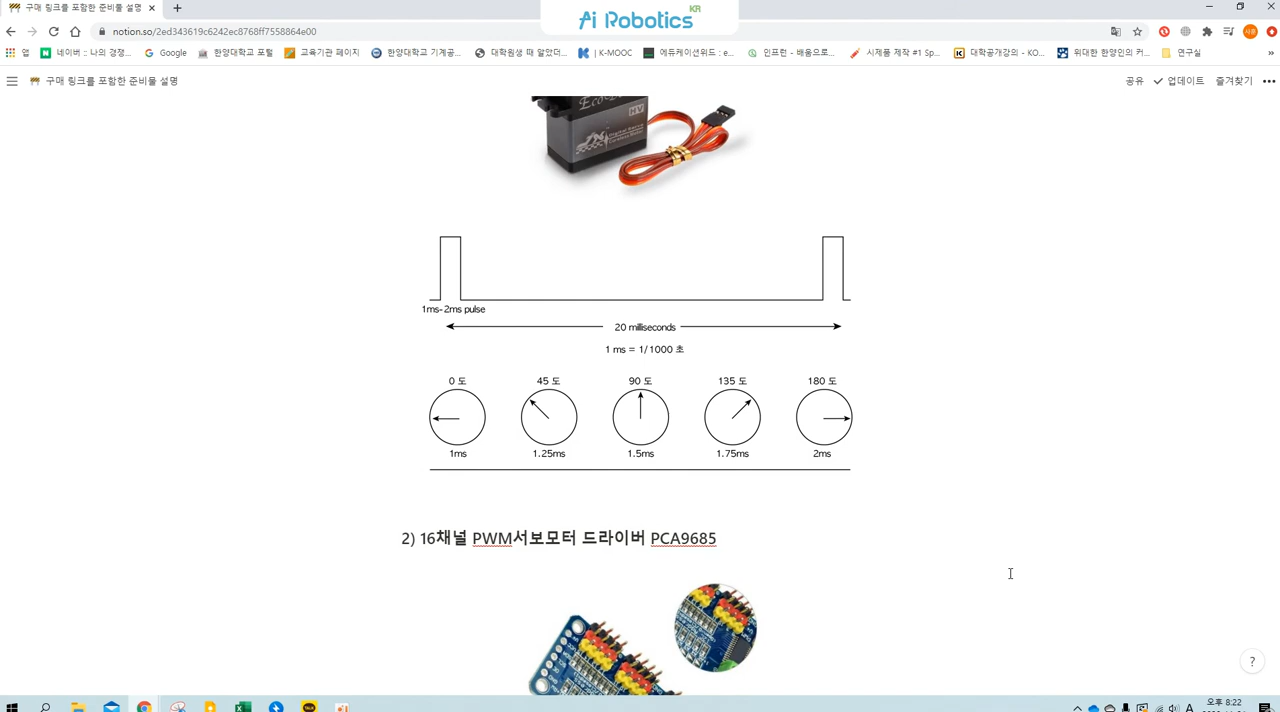 구매 링크를 포함한 준비물 설명
Ai Robotics KR
notion.so/2ed343619c6242ec8768ff7558864e00
앱 네이버 :: 나의 경쟁... Google 한양대학교 포털 교육기관 페이지 한양대학교 기계공... 대학원생 때 알았더... | K-MOOC 에듀케이션위드 : e... 인프런 - 배움으로... 시제품 제작 #1 Sp... 대학공개강의 - KO... 위대한 한양인의 커... 연구실
구매 링크를 포함한 준비물 설명 공유 업데이트 즐겨찾기
HV
1ms-2ms pulse
20 milliseconds
1 ms = 1/1000 초
0 도 45 도 90 도 135 도 180 도
1ms 1.25ms 1.5ms 1.75ms 2ms
2) 16채널 PWM서보모터 드라이버 PCA9685
?
오후 8:22